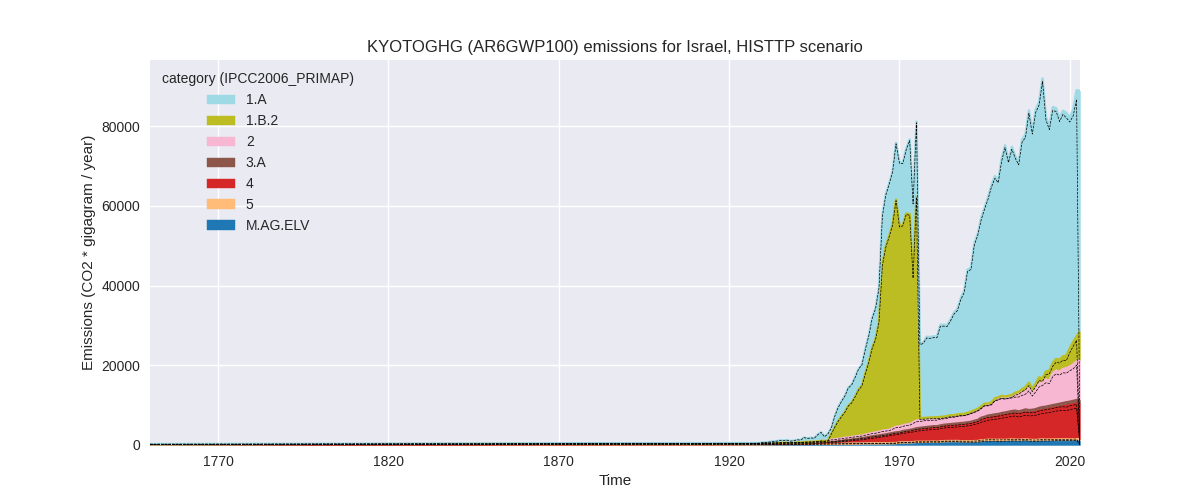 KYOTOGHG (AR6GWP100) emissions for Israel, HISTTP scenario
category (IPCC2006_PRIMAP)
1.A
1.B.2
2
3.A
4
5
M.AG.ELV
Emissions (CO2 * gigagram / year)
80000
60000
40000
20000
0
1770
1820
1870
1920
1970
2020
Time